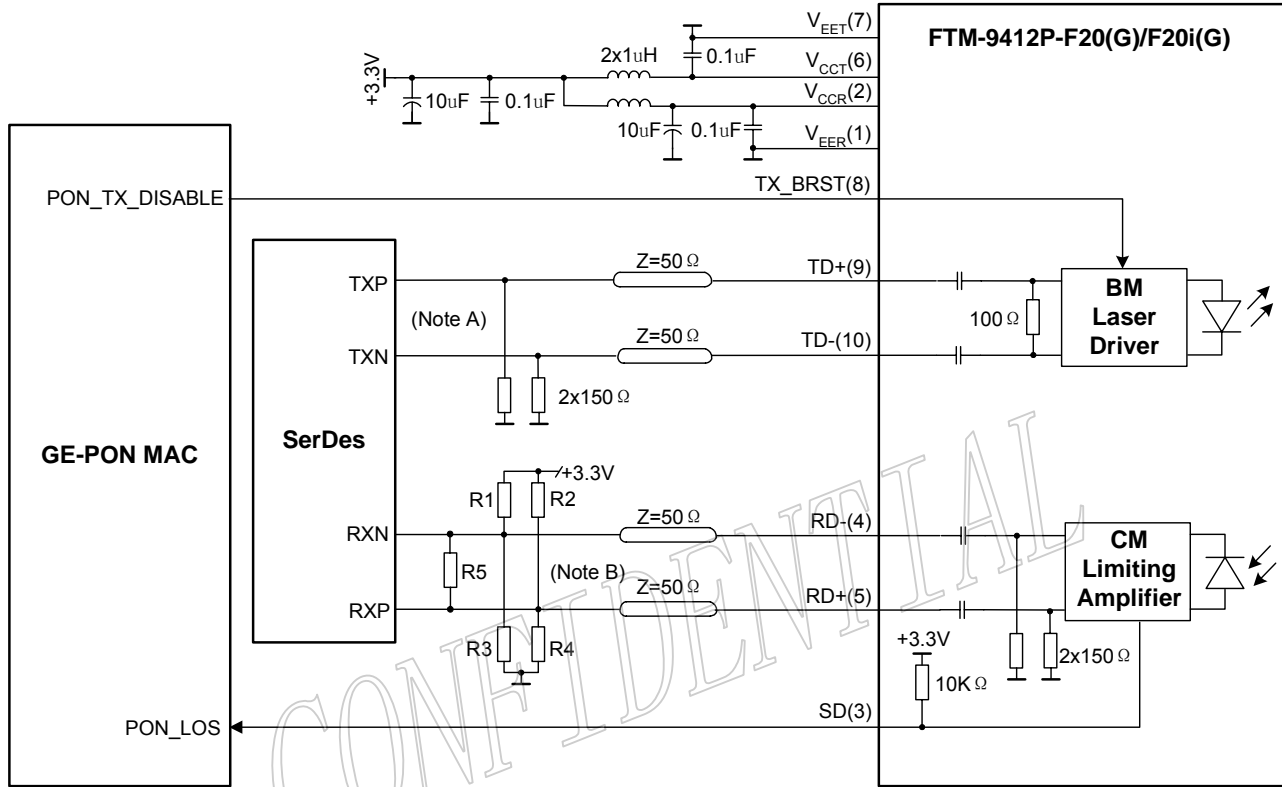 V_EET(7)
FTM-9412P-F20(G)/F20i(G)
2x1uH
0.1uF
V_CCT(6)
+3.3V
10uF
0.1uF
V_CCR(2)
10uF
0.1uF
V_EER(1)
PON_TX_DISABLE
TX_BRST(8)
TXP
Z=50Ω
TD+(9)
(Note A)
100Ω
BM
Laser
Driver
TXN
Z=50Ω
TD-(10)
2x150Ω
SerDes
GE-PON MAC
+3.3V
R1
R2
RXN
Z=50Ω
RD-(4)
R5
(Note B)
CM
Limiting
Amplifier
RXP
Z=50Ω
RD+(5)
R3
R4
+3.3V
2x150Ω
10KΩ
PON_LOS
SD(3)
CONFIDENTIAL